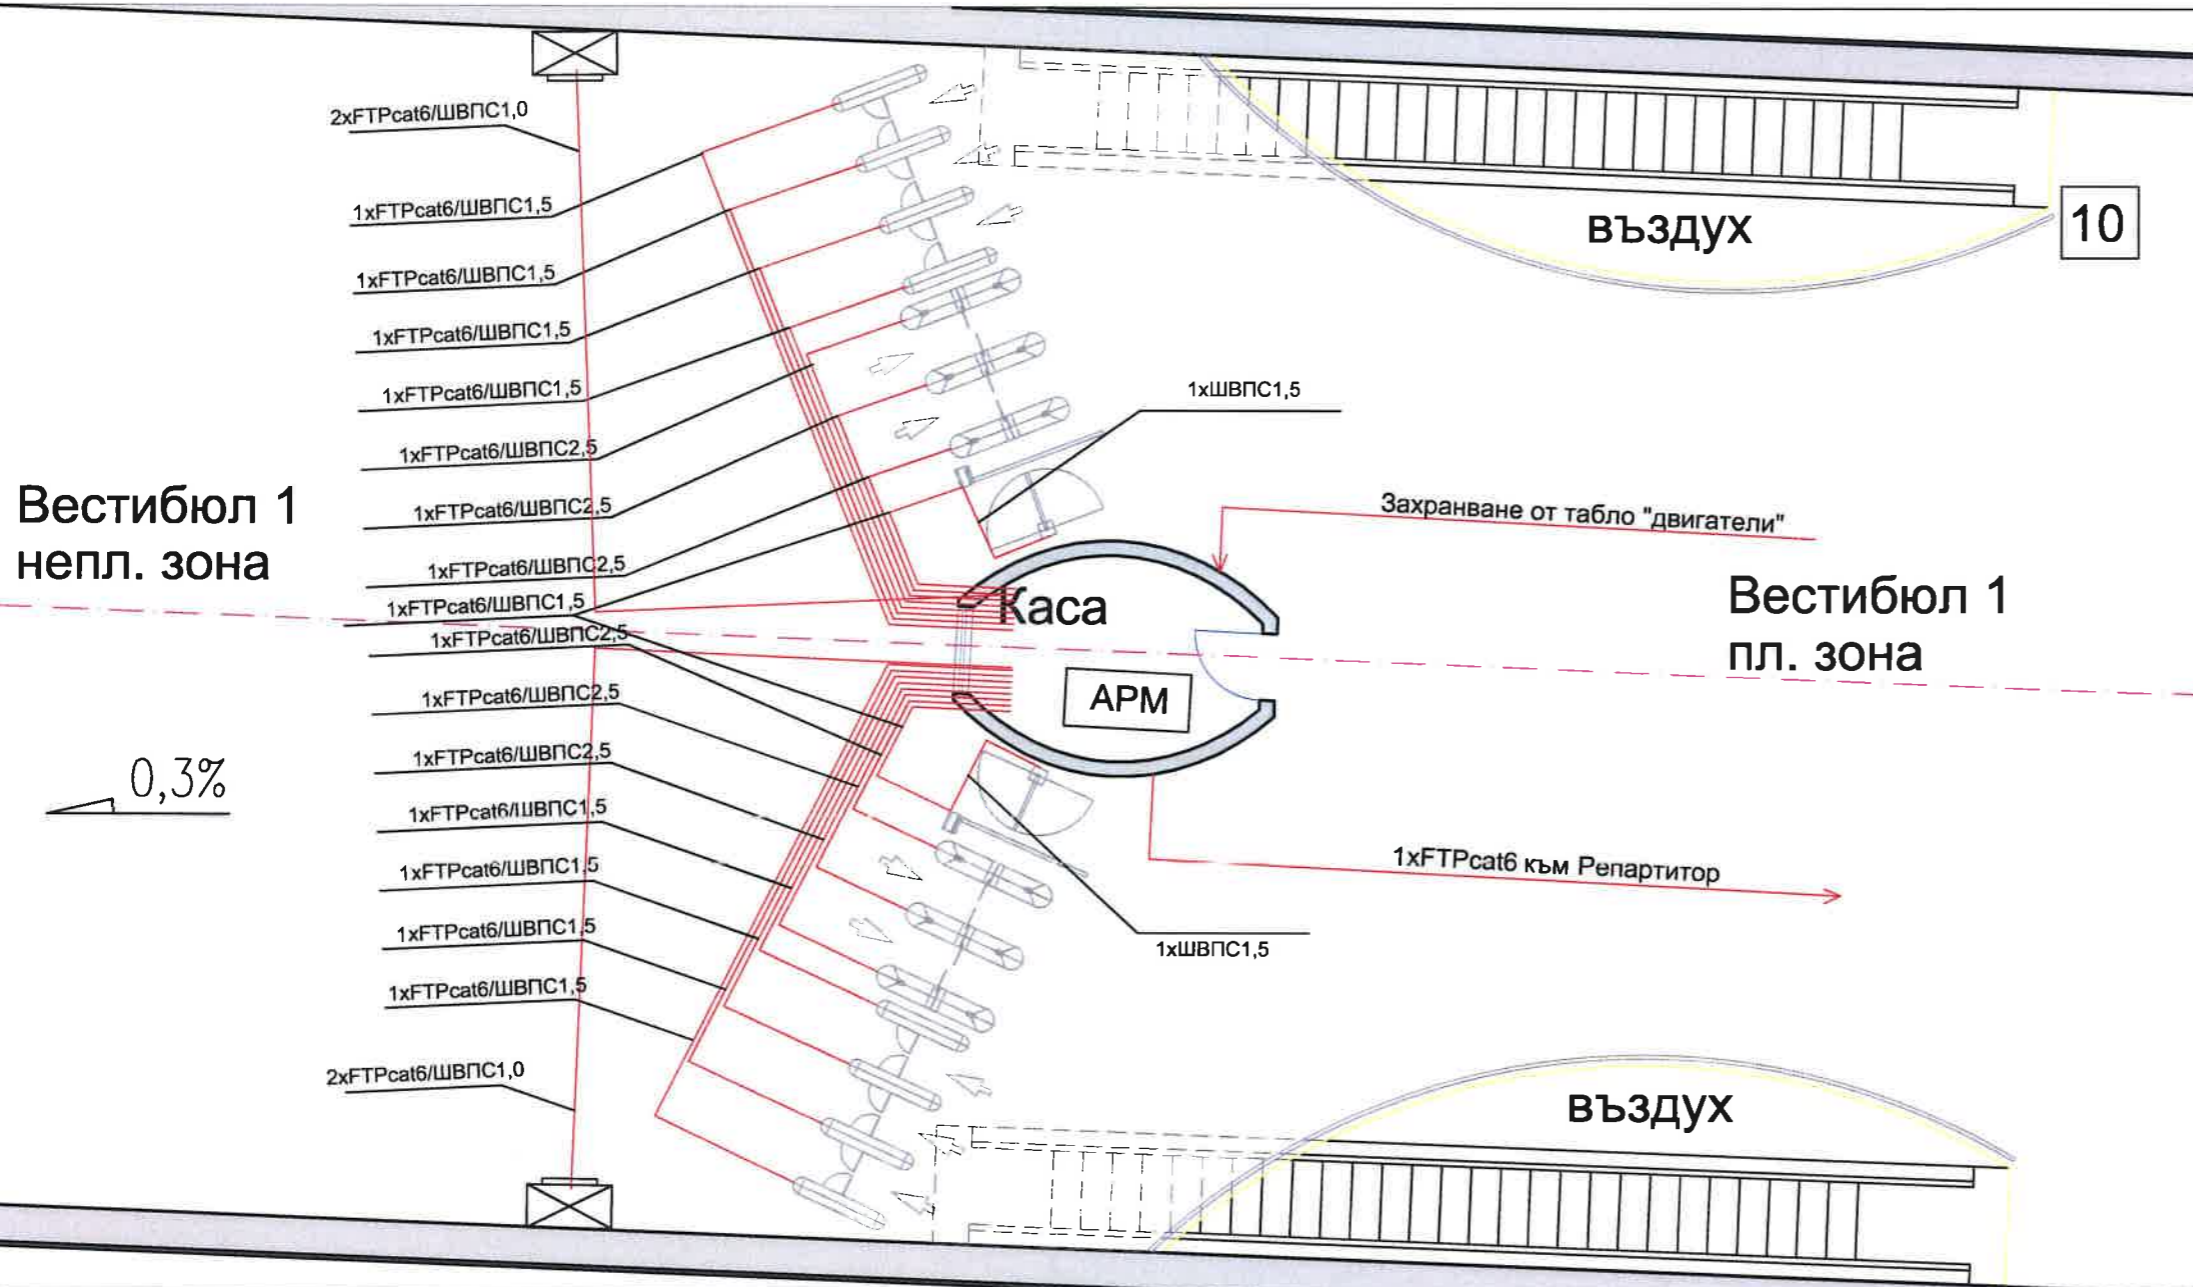 2xFTPcat6/ШВПС1,0
1xFTPcat6/ШВПС1,5
1xFTPcat6/ШВПС1,5
1xFTPcat6/ШВПС1,5
1xFTPcat6/ШВПС1,5
1xFTPcat6/ШВПС2,5
1xFTPcat6/ШВПС2,5
1xFTPcat6/ШВПС2,5
1xFTPcat6/ШВПС1,5
1xFTPcat6/ШВПС2,5
1xFTPcat6/ШВПС2,5
1xFTPcat6/ШВПС2,5
1xFTPcat6/ШВПС1,5
1xFTPcat6/ШВПС1,5
1xFTPcat6/ШВПС1,5
1xFTPcat6/ШВПС1,5
2xFTPcat6/ШВПС1,0
Вестибюл 1
непл. зона
0,3%
въздух
10
1xШВПС1,5
Захранване от табло "двигатели"
Каса
АРМ
Вестибюл 1
пл. зона
1xFTPcat6 към Репартитор
1xШВПС1,5
въздух